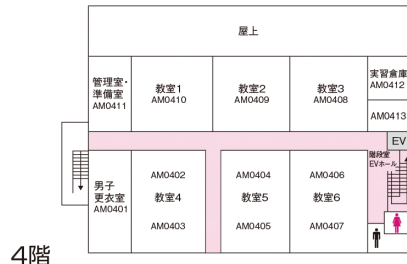 屋上
管理室・
準備室
AM0411
教室1
AM0410
教室2
AM0409
教室3
AM0408
実習倉庫
AM0412
AM0413
EV
階段室
EVホール
男子
更衣室
AM0401
AM0402
教室4
AM0403
AM0404
教室5
AM0405
AM0406
教室6
AM0407
4階